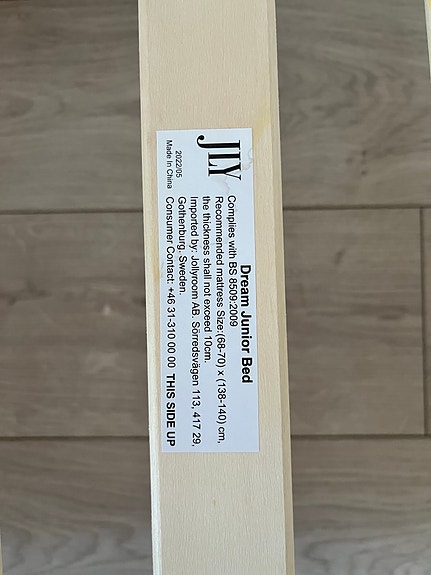 JLY
2022/05
Made In China
Dream Junior Bed
Complies with BS 8509:2009
Recommended mattress Size:(68-70) x (138-140) cm,
the thickness shall not exceed 10cm.
Imported by: Jollyroom AB. Sörredsvägen 113, 417 29,
Gothenburg. Sweden.
Consumer Contact: +46 31-310 00 00 THIS SIDE UP